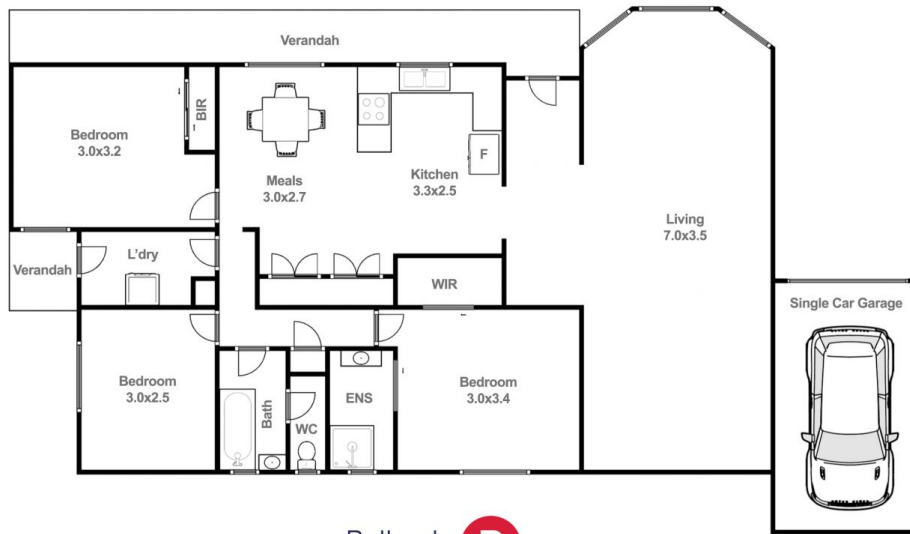 Verandah
Bedroom
3.0x3.2
BIR
Meals
3.0x2.7
Kitchen
3.3x2.5
F
Living
7.0x3.5
Verandah
L'dry
WIR
Single Car Garage
Bedroom
3.0x2.5
Bath
WC
ENS
Bedroom
3.0x3.4